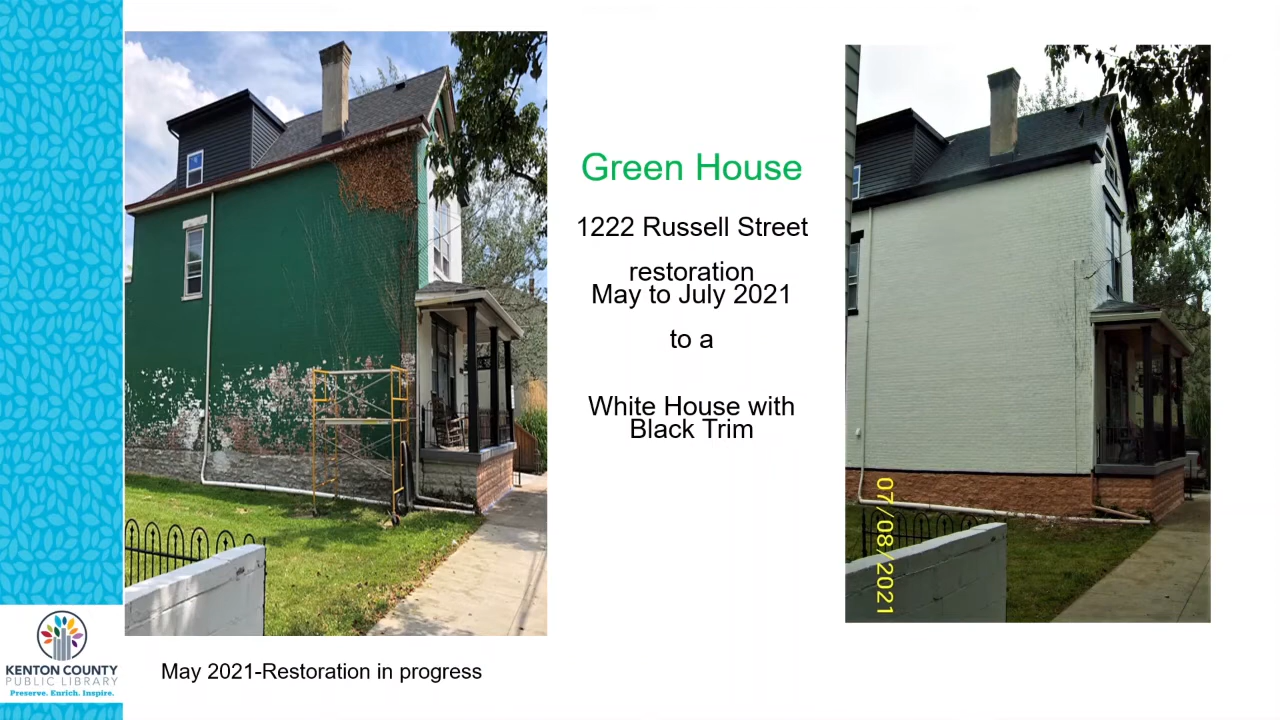 Green House
1222 Russell Street
restoration
May to July 2021
to a
White House with
Black Trim
07/08/2021
KENTON COUNTY
PUBLIC LIBRARY
Preserve. Enrich. Inspire.
May 2021-Restoration in progress